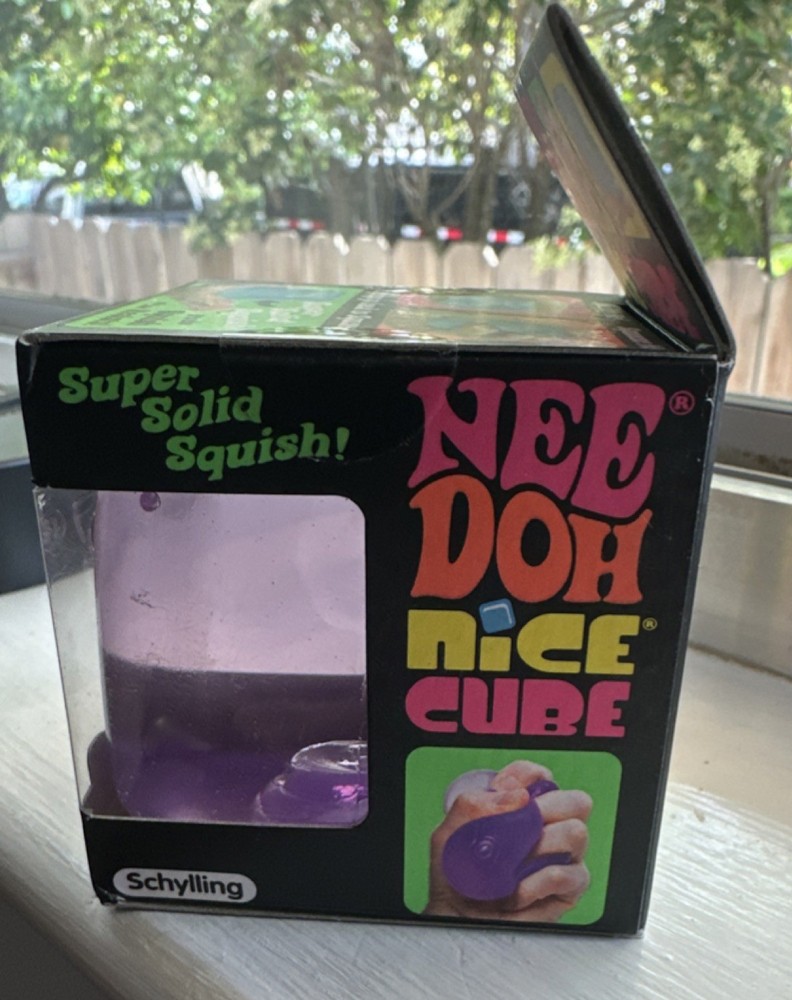 Super
Solid
Squish!
NEE®
DOH
NiCE®
CUBE
Schylling